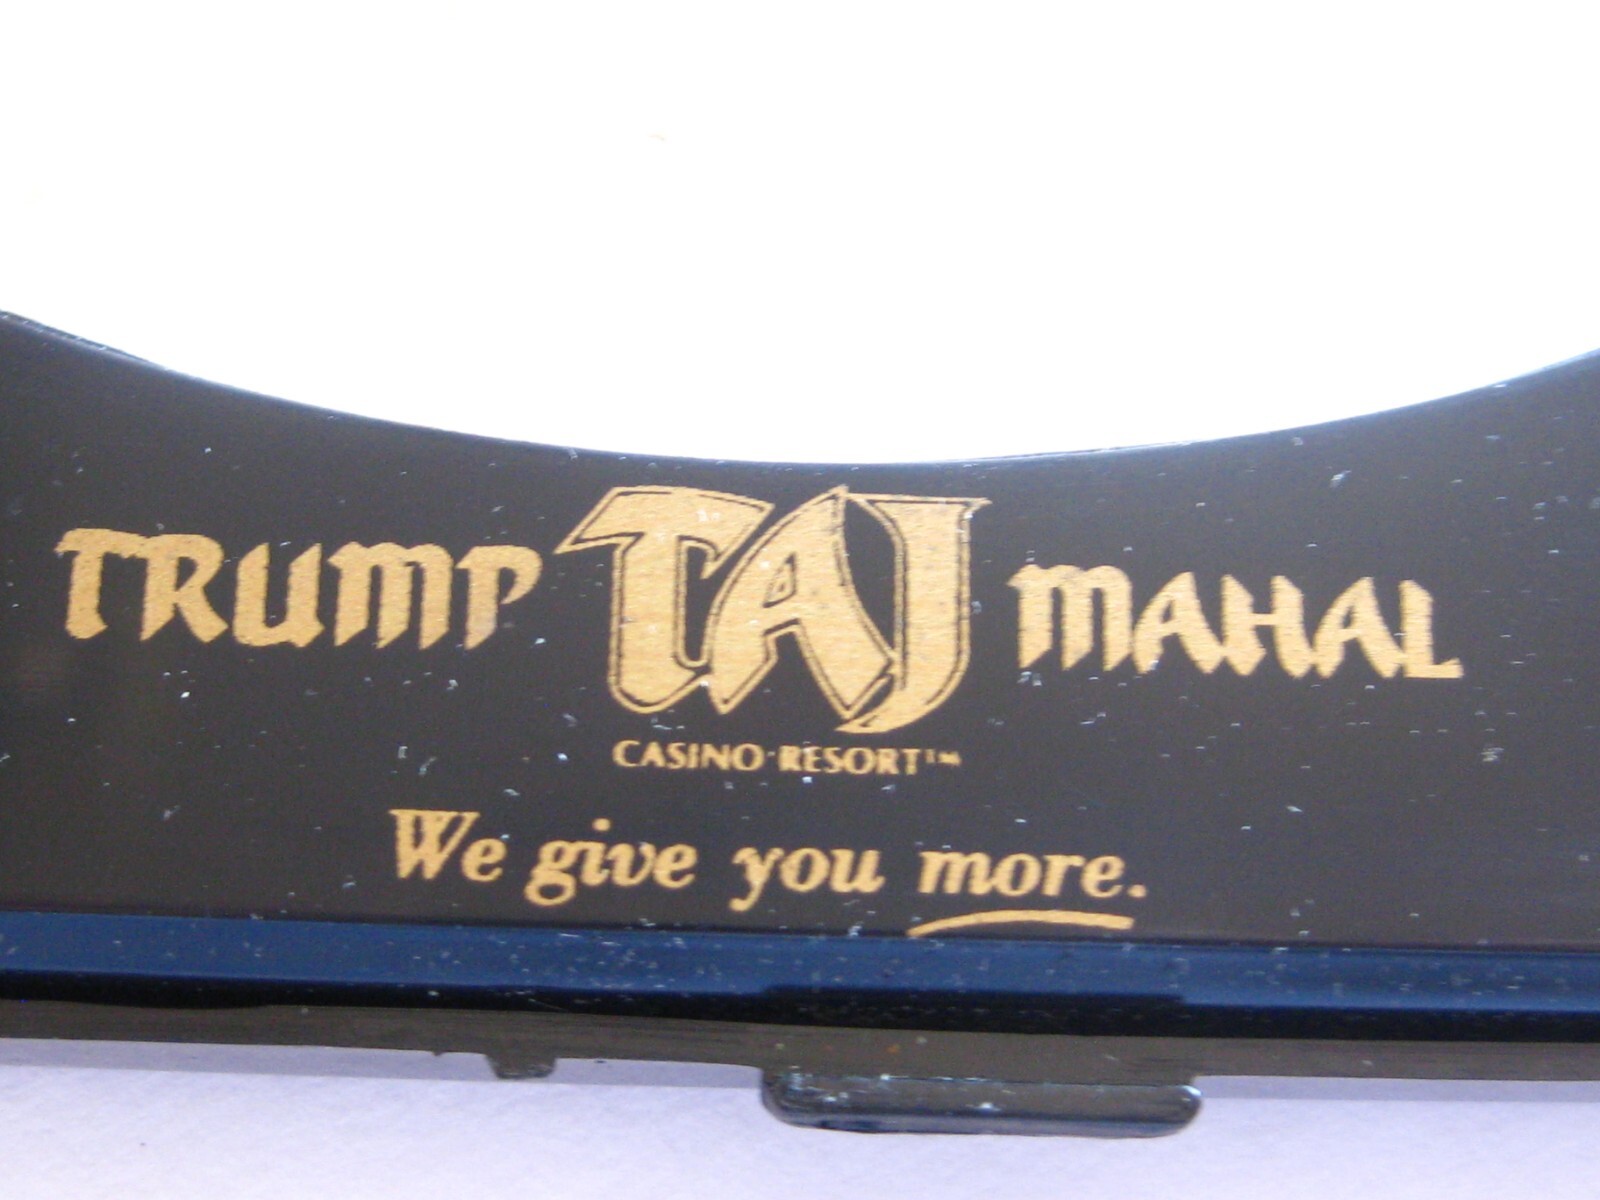 TRUMP TAJ MAHAL
CASINO·RESORT™
We give you more.